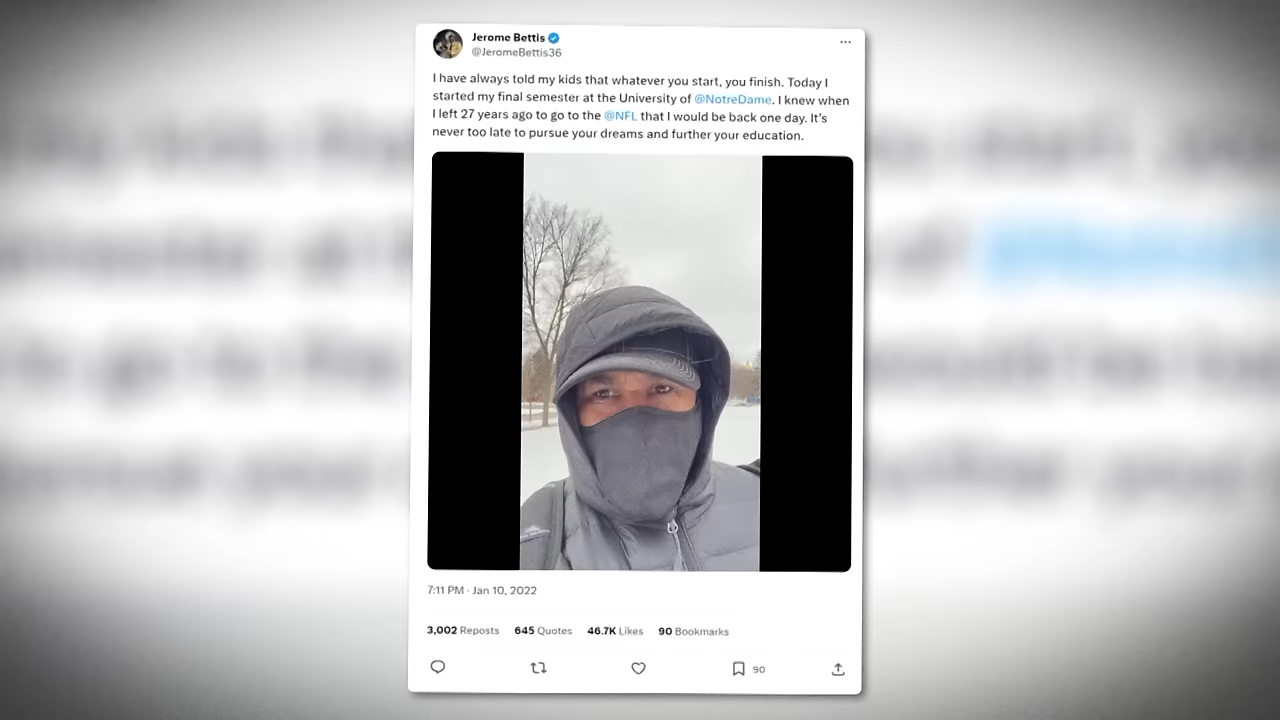 Jerome Bettis
@JeromeBettis36
I have always told my kids that whatever you start, you finish. Today I
started my final semester at the University of @NotreDame. I knew when
I left 27 years ago to go to the @NFL that I would be back one day. It's
never too late to pursue your dreams and further your education.
7:11 PM · Jan 10, 2022
3,002 Reposts 645 Quotes 46.7K Likes 90 Bookmarks
90